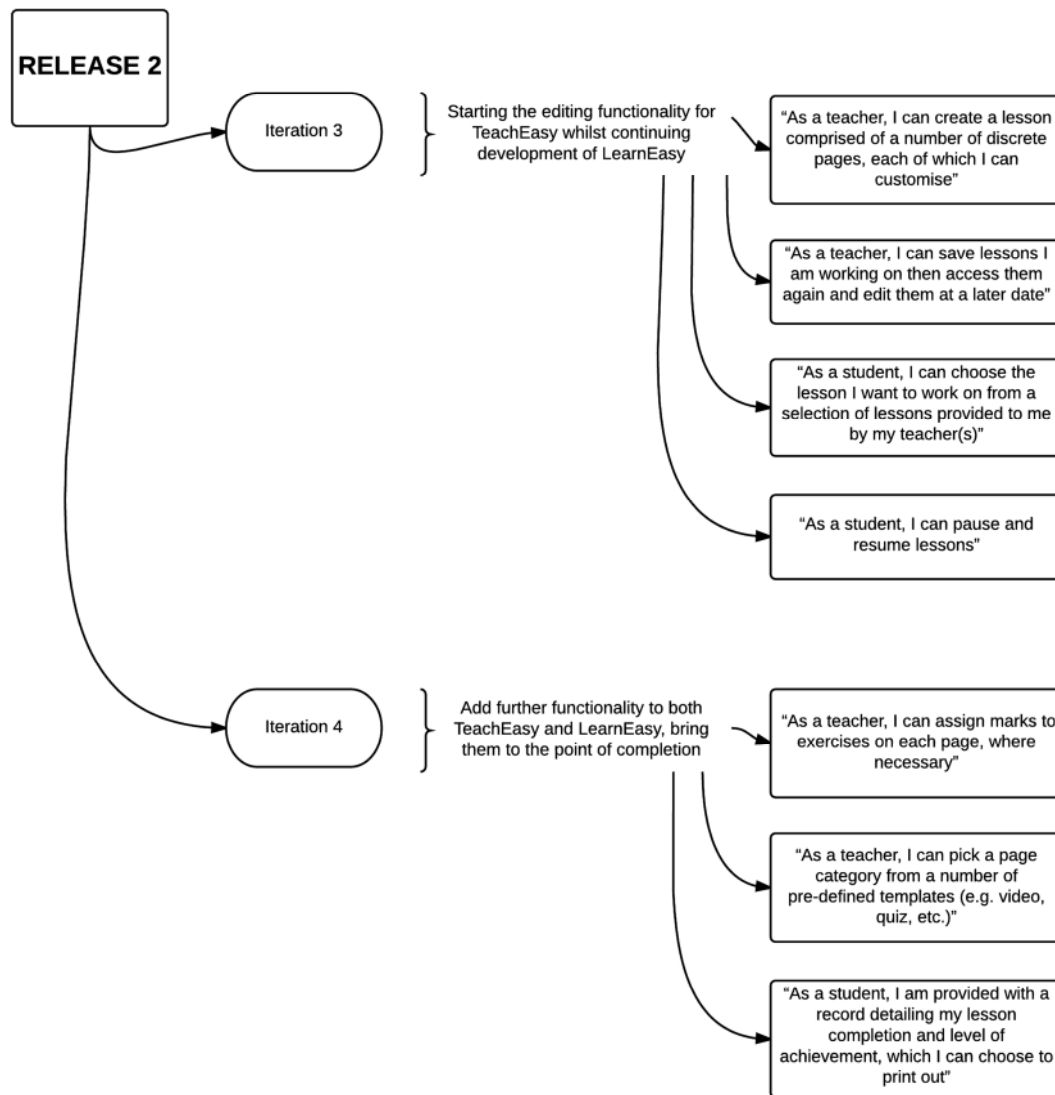 RELEASE 2
Iteration 3
Starting the editing functionality for
TeachEasy whilst continuing
development of LearnEasy
“As a teacher, I can create a lesson
comprised of a number of discrete
pages, each of which I can
customise”
“As a teacher, I can save lessons I
am working on then access them
again and edit them at a later date”
“As a student, I can choose the
lesson I want to work on from a
selection of lessons provided to me
by my teacher(s)”
“As a student, I can pause and
resume lessons”
Iteration 4
Add further functionality to both
TeachEasy and LearnEasy, bring
them to the point of completion
“As a teacher, I can assign marks to
exercises on each page, where
necessary”
“As a teacher, I can pick a page
category from a number of
pre-defined templates (e.g. video,
quiz, etc.)”
“As a student, I am provided with a
record detailing my lesson
completion and level of
achievement, which I can choose to
print out”